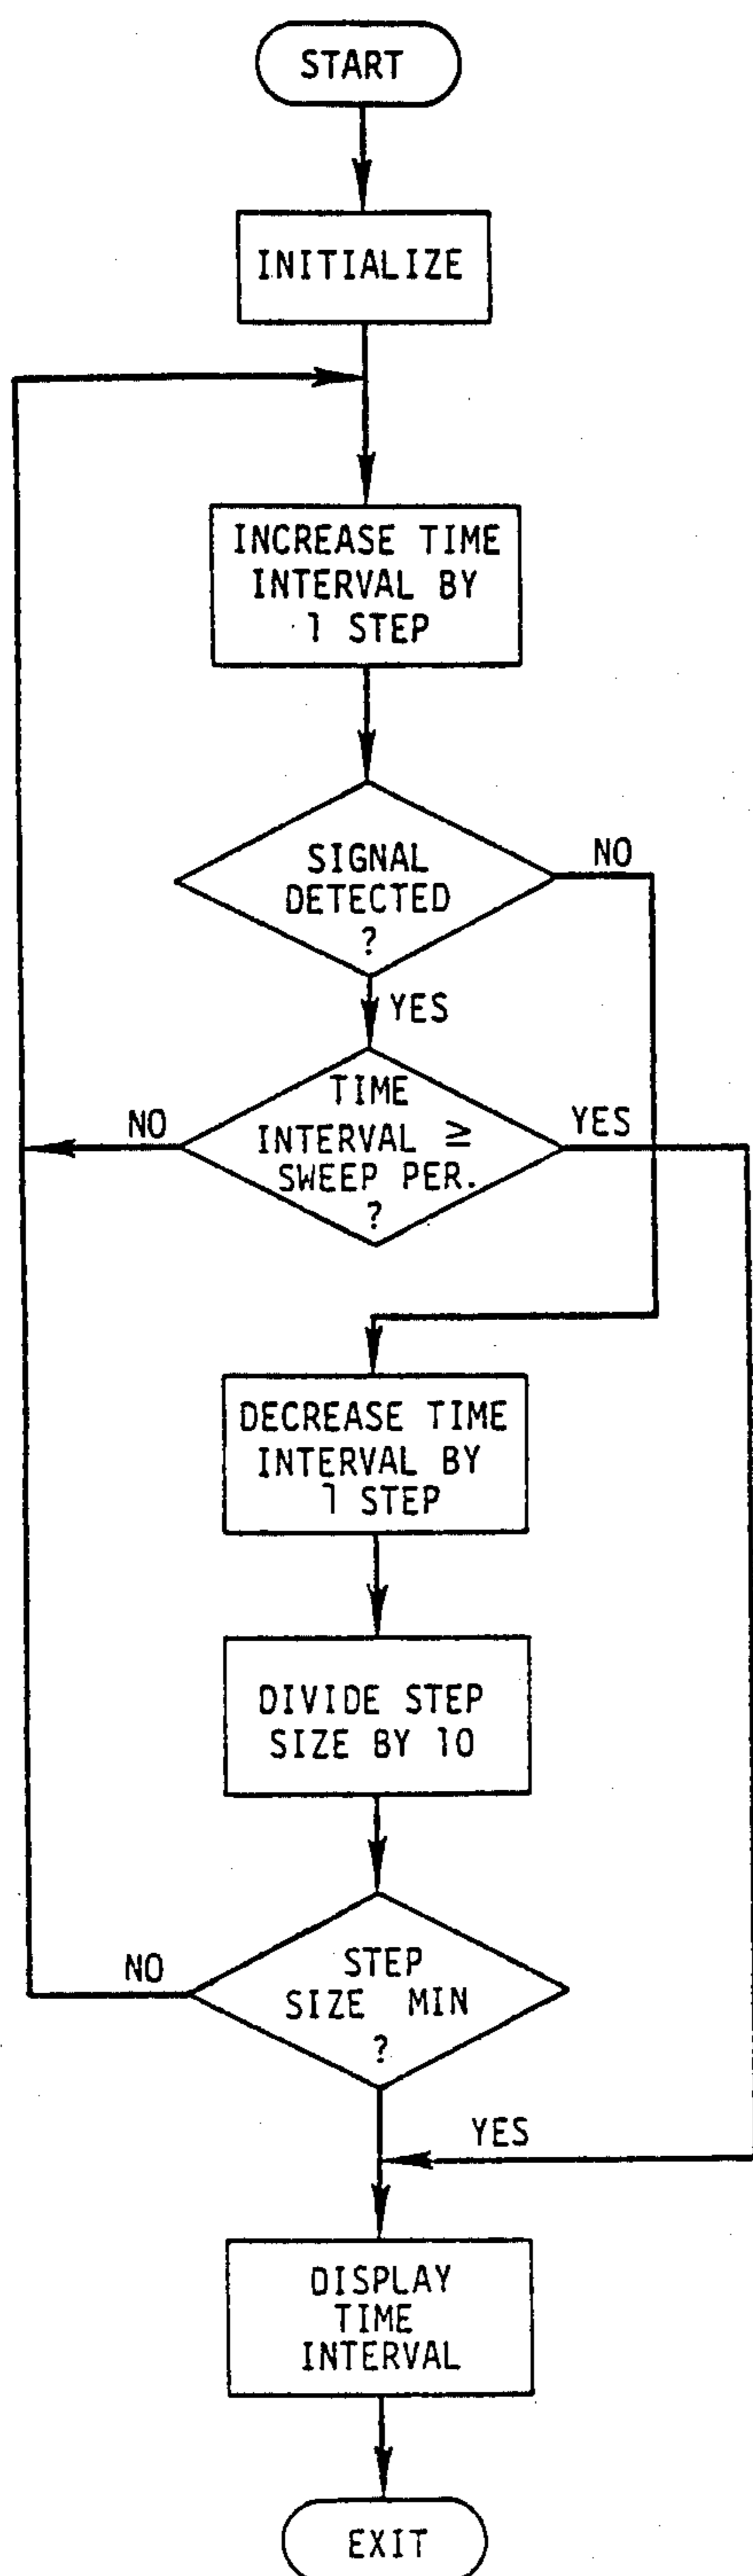 START
INITIALIZE
INCREASE TIME
INTERVAL BY
1 STEP
SIGNAL
DETECTED
?
NO
YES
TIME
INTERVAL ≥
SWEEP PER.
?
NO
YES
DECREASE TIME
INTERVAL BY
1 STEP
DIVIDE STEP
SIZE BY 10
STEP
SIZE MIN
?
NO
YES
DISPLAY
TIME
INTERVAL
EXIT